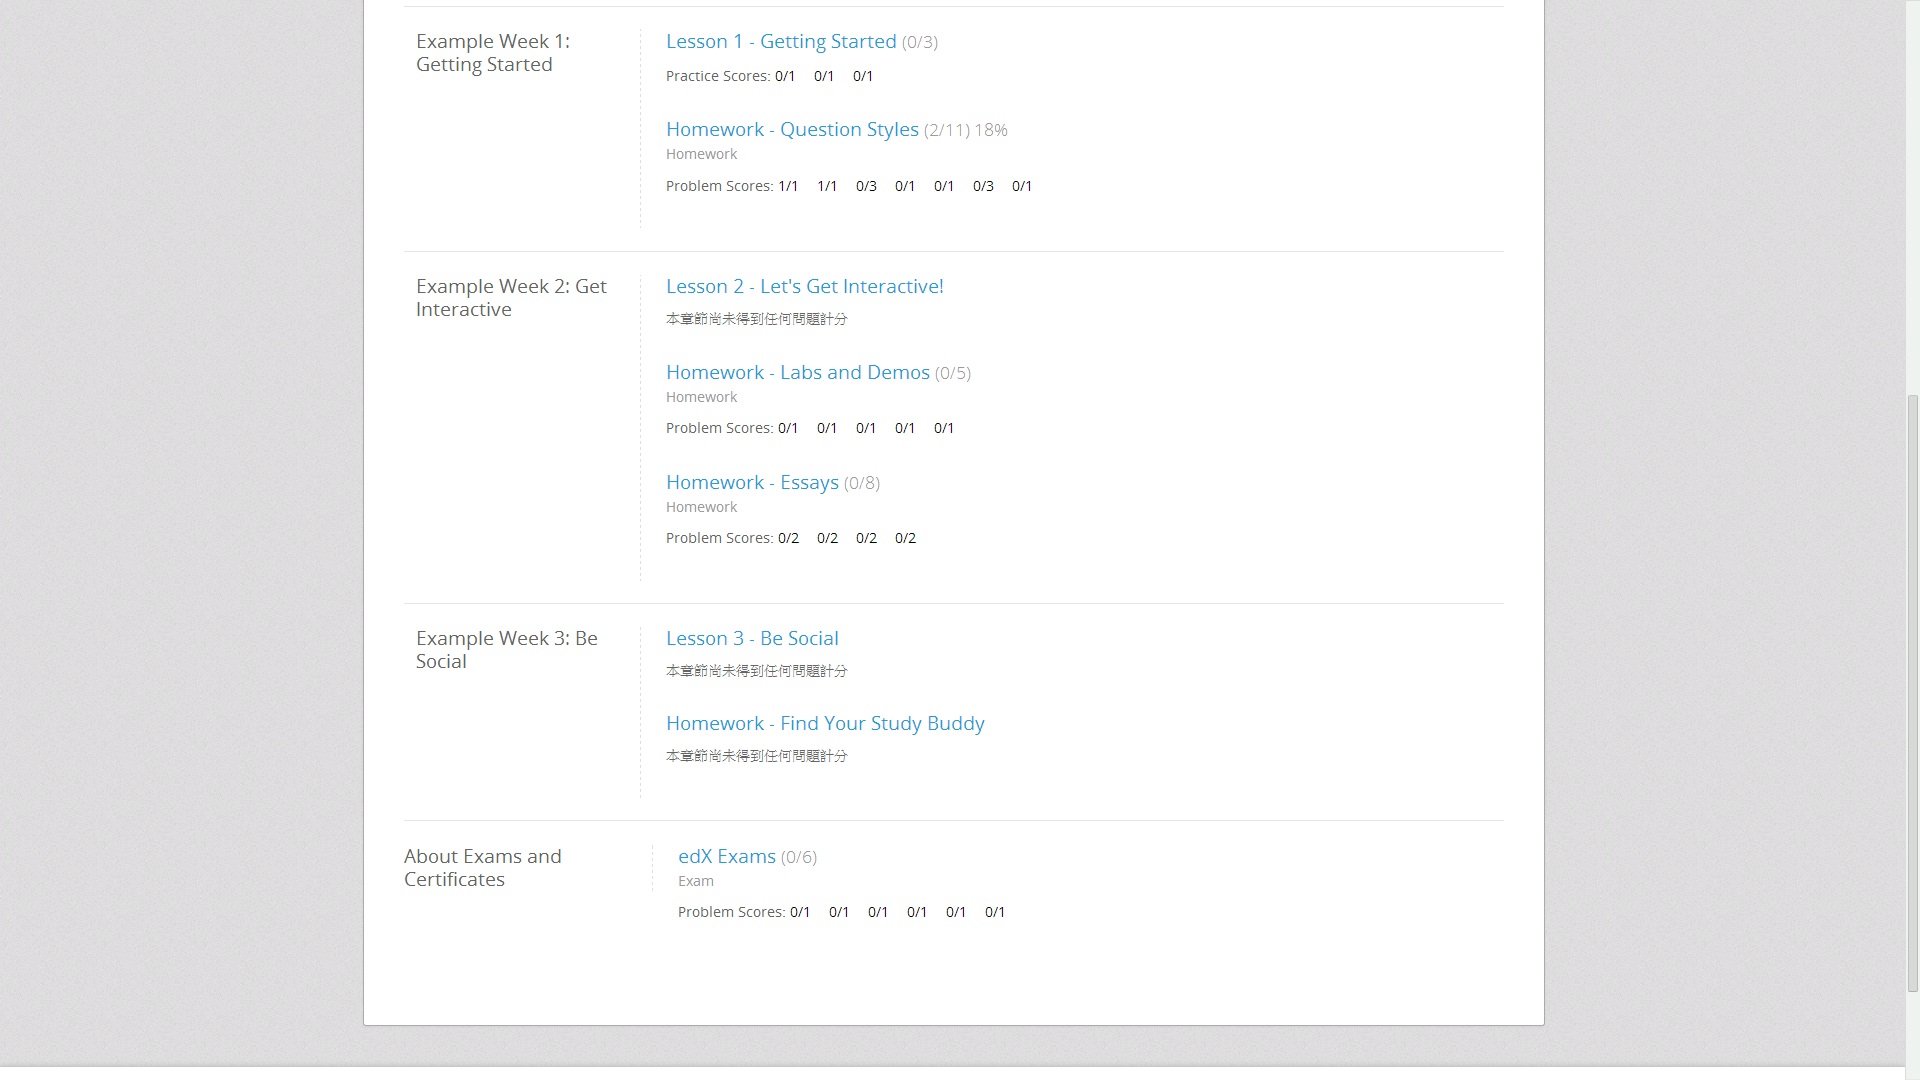 Example Week 1:
Getting Started
Lesson 1 - Getting Started (0/3)
Practice Scores: 0/1 0/1 0/1
Homework - Question Styles (2/11) 18%
Homework
Problem Scores: 1/1 1/1 0/3 0/1 0/1 0/3 0/1
Example Week 2: Get
Interactive
Lesson 2 - Let's Get Interactive!
本章節尚未得到任何問題計分
Homework - Labs and Demos (0/5)
Homework
Problem Scores: 0/1 0/1 0/1 0/1 0/1
Homework - Essays (0/8)
Homework
Problem Scores: 0/2 0/2 0/2 0/2
Example Week 3: Be
Social
Lesson 3 - Be Social
本章節尚未得到任何問題計分
Homework - Find Your Study Buddy
本章節尚未得到任何問題計分
About Exams and
Certificates
edX Exams (0/6)
Exam
Problem Scores: 0/1 0/1 0/1 0/1 0/1 0/1